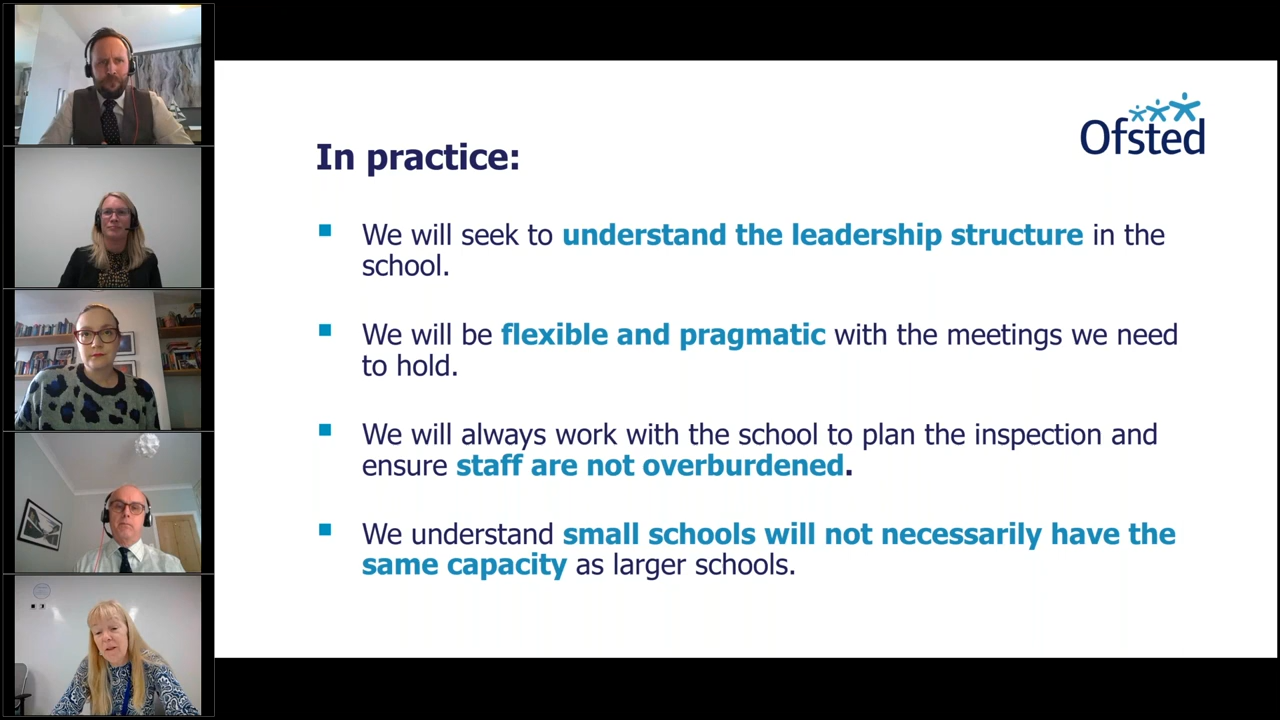 Ofsted
In practice:
We will seek to understand the leadership structure in the
school.
We will be flexible and pragmatic with the meetings we need
to hold.
We will always work with the school to plan the inspection and
ensure staff are not overburdened.
We understand small schools will not necessarily have the
same capacity as larger schools.